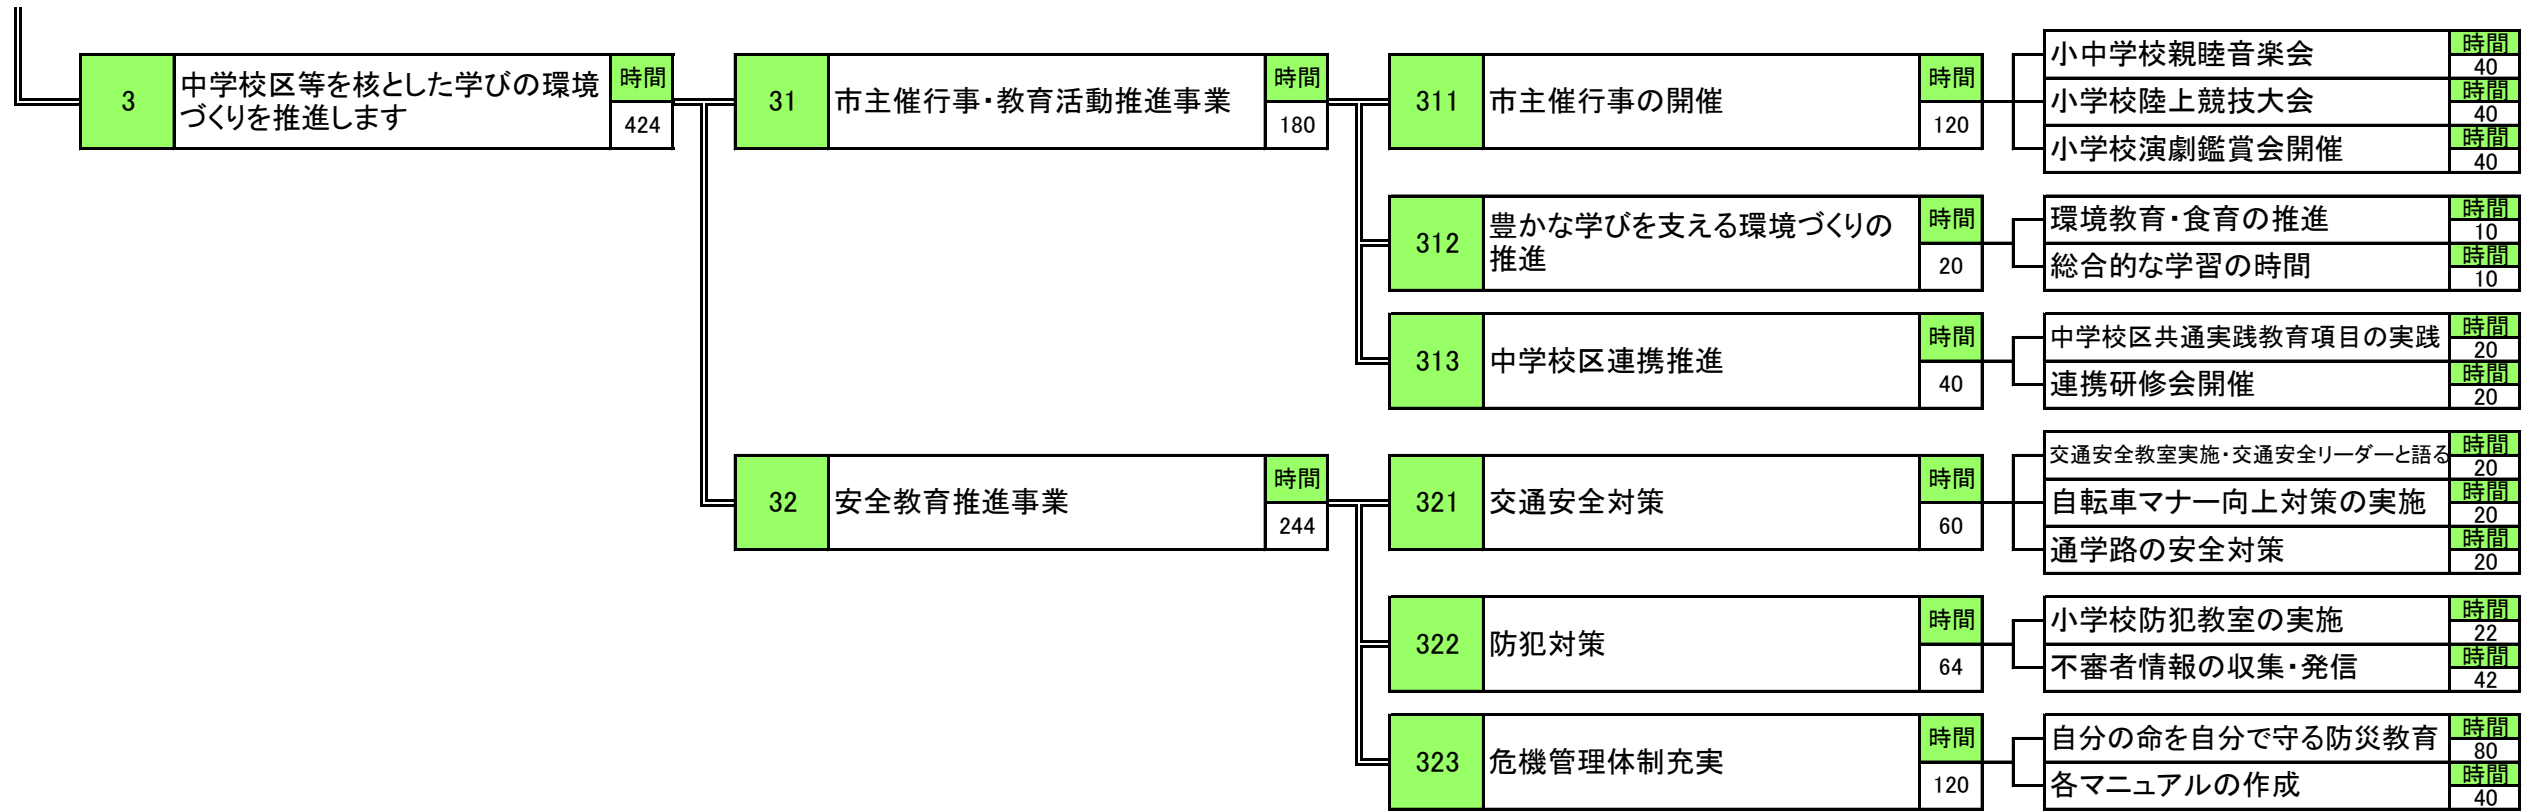 3
中学校区等を核とした学びの環境
づくりを推進します
時間
424
31
市主催行事・教育活動推進事業
時間
180
311
市主催行事の開催
時間
120
小中学校親睦音楽会
時間
40
小学校陸上競技大会
時間
40
小学校演劇鑑賞会開催
時間
40
312
豊かな学びを支える環境づくりの
推進
時間
20
環境教育・食育の推進
時間
10
総合的な学習の時間
時間
10
313
中学校区連携推進
時間
40
中学校区共通実践教育項目の実践
時間
20
連携研修会開催
時間
20
32
安全教育推進事業
時間
244
321
交通安全対策
時間
60
交通安全教室実施・交通安全リーダーと語る
時間
20
自転車マナー向上対策の実施
時間
20
通学路の安全対策
時間
20
322
防犯対策
時間
64
小学校防犯教室の実施
時間
22
不審者情報の収集・発信
時間
42
323
危機管理体制充実
時間
120
自分の命を自分で守る防災教育
時間
80
各マニュアルの作成
時間
40